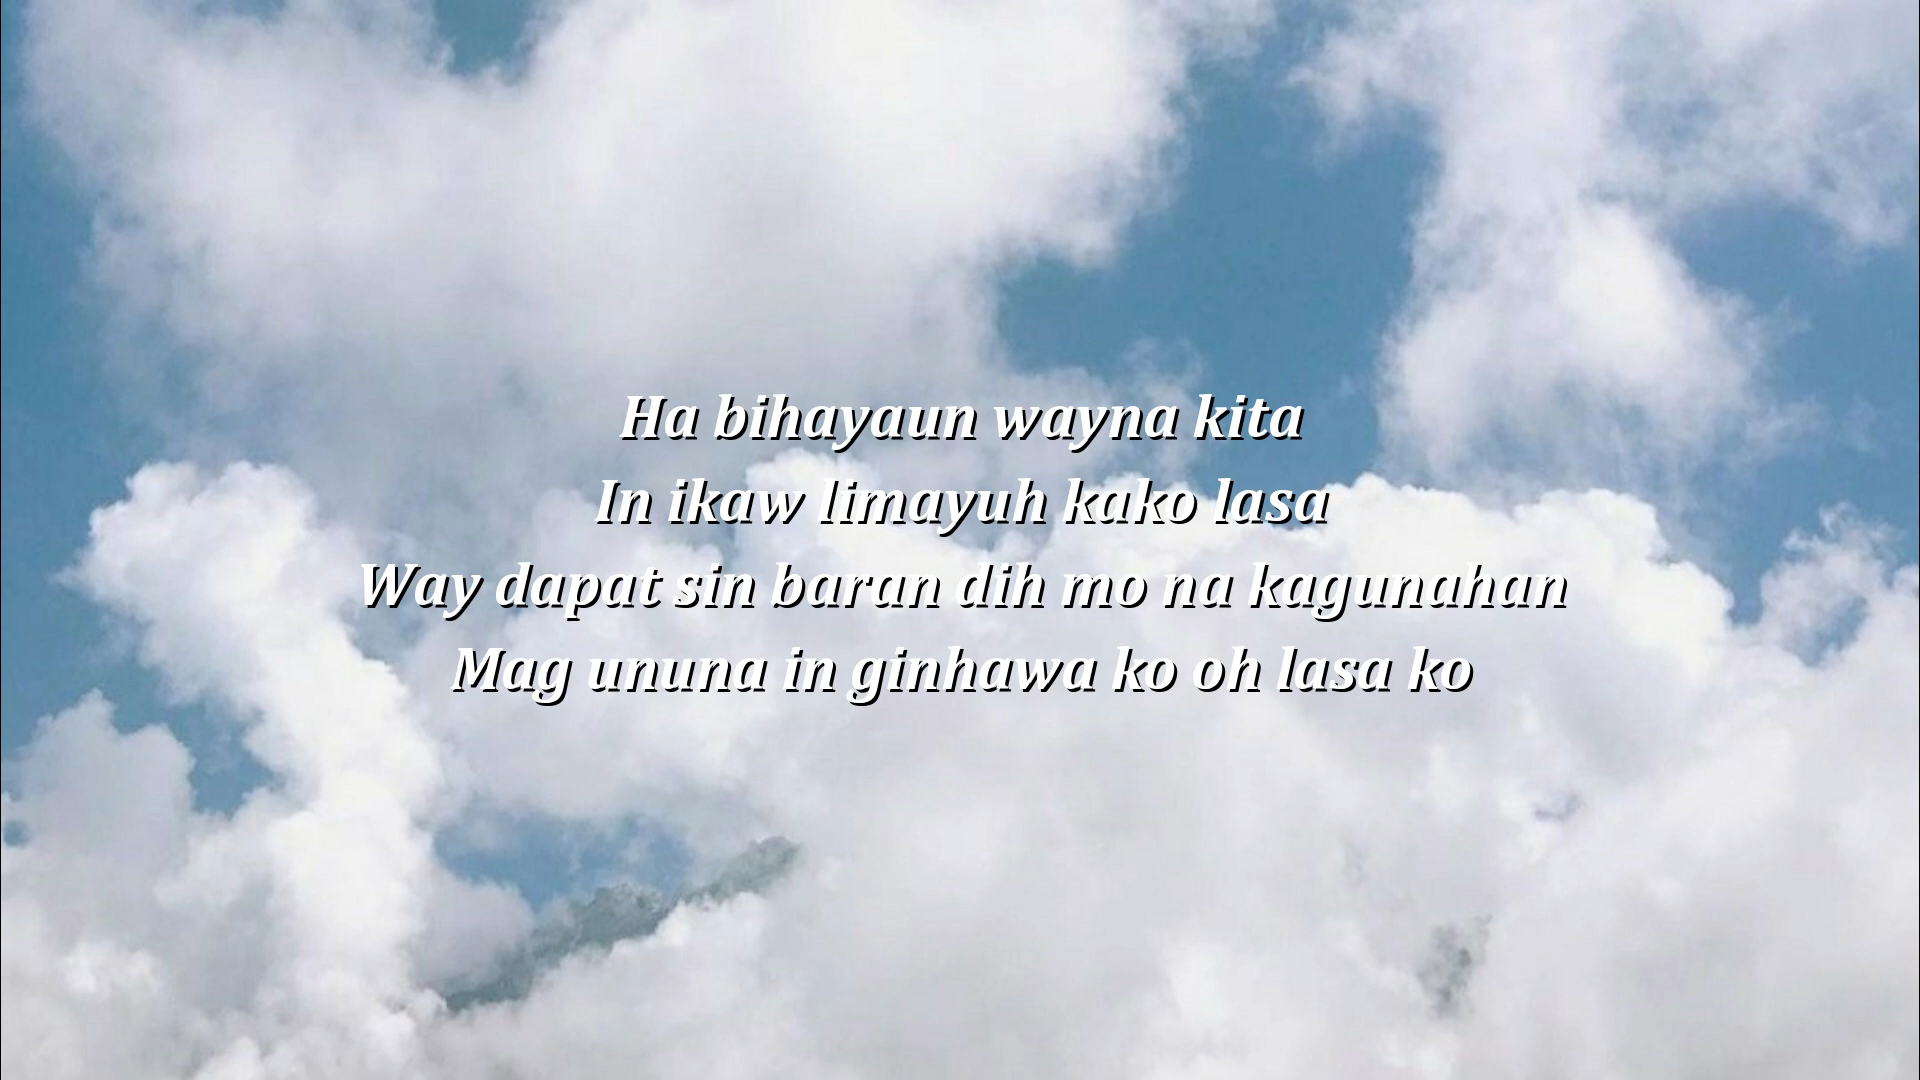 Ha bihayaun wayna kita
In ikaw limayuh kako lasa
Way dapat sin baran dih mo na kagunahan
Mag ununa in ginhawa ko oh lasa ko